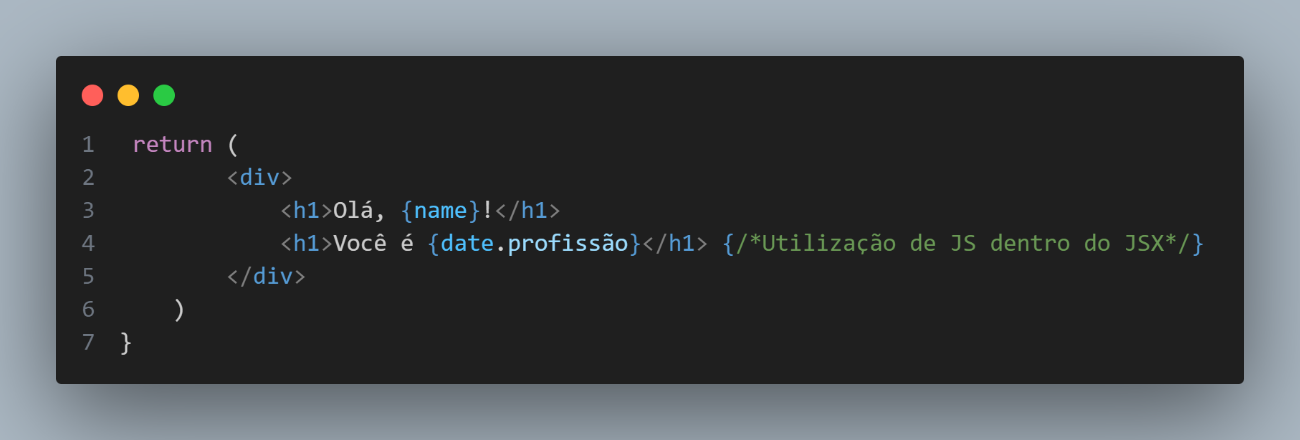 1 return (
2 <div>
3 <h1>Olá, {name}!</h1>
4 <h1>Você é {date.profissão}</h1> {/*Utilização de JS dentro do JSX*/}
5 </div>
6 )
7 }